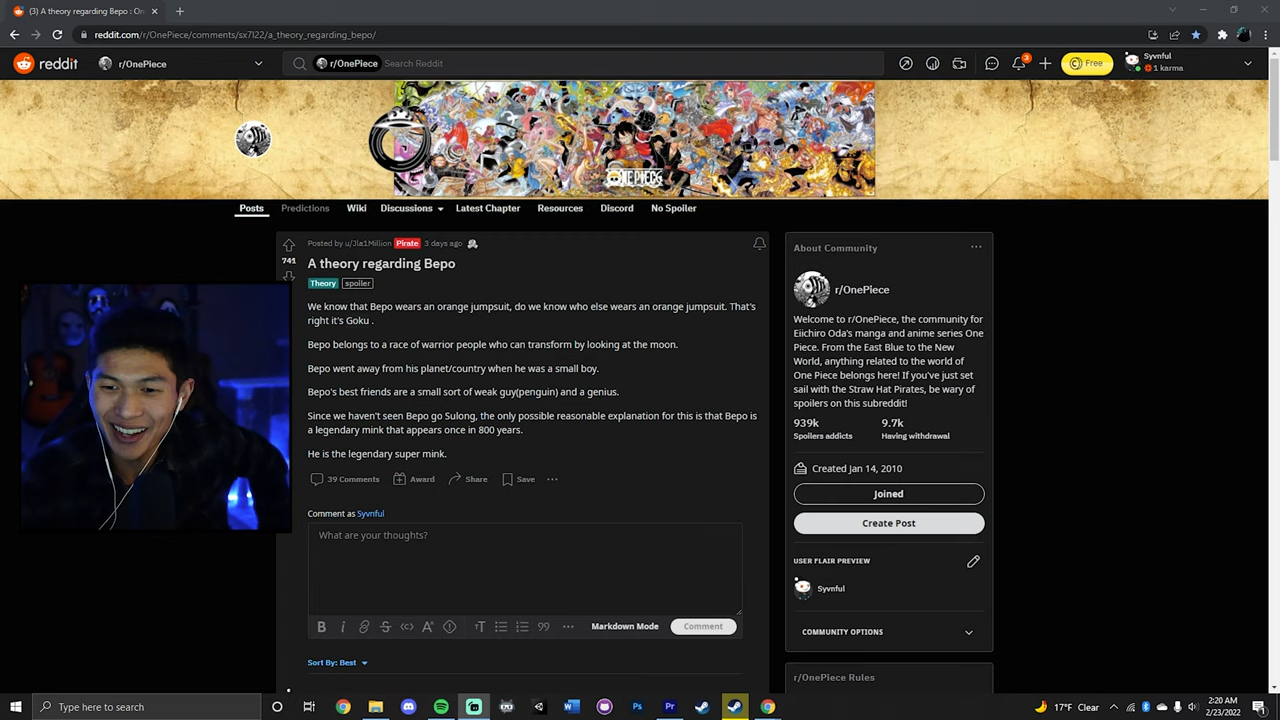 (3) A theory regarding Bepo : On
reddit.com/r/OnePiece/comments/sx7l22/a_theory_regarding_bepo/
reddit
r/OnePiece
r/OnePiece
Search Reddit
3
Free
Syvnful
1 karma
ONE PIECE
Posts
Predictions
Wiki
Discussions
Latest Chapter
Resources
Discord
No Spoiler
741
Posted by u/Jla1Million Pirate 3 days ago
A theory regarding Bepo
Theory spoiler
We know that Bepo wears an orange jumpsuit, do we know who else wears an orange jumpsuit. That's
right it's Goku .
Bepo belongs to a race of warrior people who can transform by looking at the moon.
Bepo went away from his planet/country when he was a small boy.
Bepo's best friends are a small sort of weak guy(penguin) and a genius.
Since we haven't seen Bepo go Sulong, the only possible reasonable explanation for this is that Bepo is
a legendary mink that appears once in 800 years.
He is the legendary super mink.
39 Comments
Award
Share
Save
Comment as Syvnful
What are your thoughts?
Markdown Mode
Comment
Sort By: Best
About Community
r/OnePiece
Welcome to r/OnePiece, the community for
Eiichiro Oda's manga and anime series One
Piece. From the East Blue to the New
World, anything related to the world of
One Piece belongs here! If you've just set
sail with the Straw Hat Pirates, be wary of
spoilers on this subreddit!
939k
9.7k
Spoilers addicts
Having withdrawal
Created Jan 14, 2010
Joined
Create Post
USER FLAIR PREVIEW
Syvnful
COMMUNITY OPTIONS
r/OnePiece Rules
Type here to search
17°F Clear
2:20 AM
2/23/2022